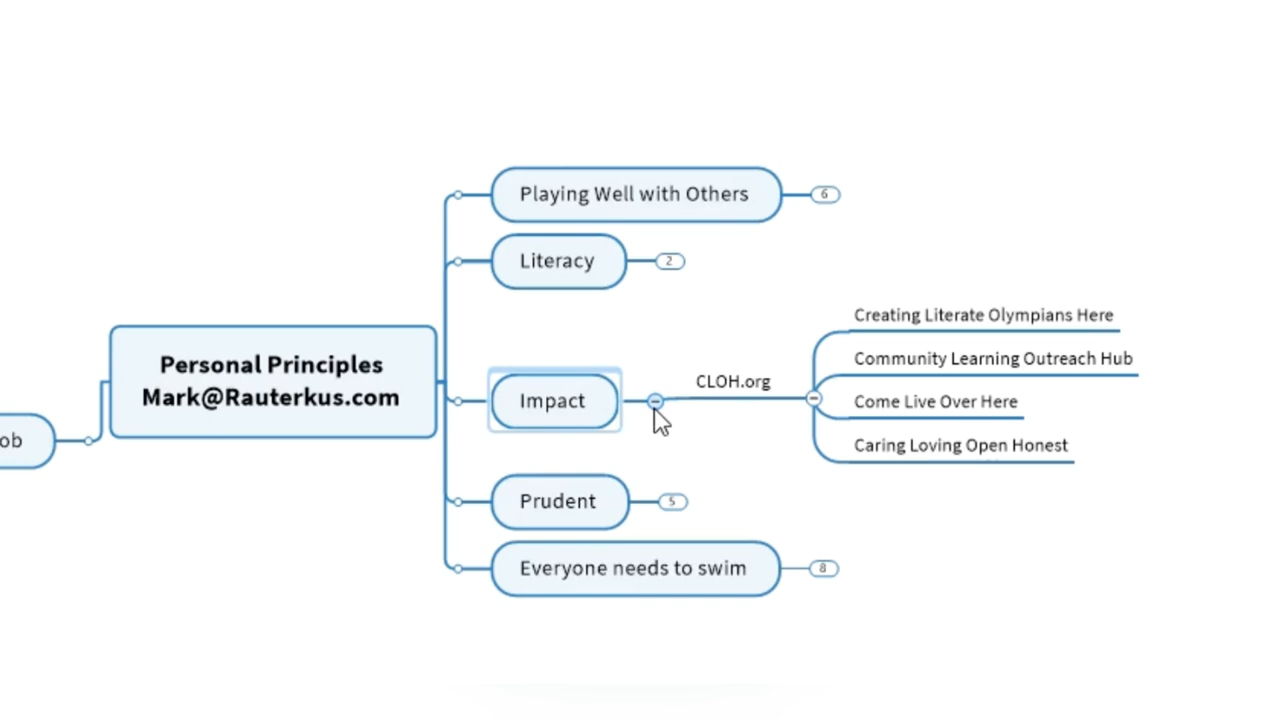 Playing Well with Others
6
Literacy
2
Creating Literate Olympians Here
Community Learning Outreach Hub
Personal Principles
Mark@Rauterkus.com
CLOH.org
Impact
Come Live Over Here
ob
Caring Loving Open Honest
Prudent
5
Everyone needs to swim
8